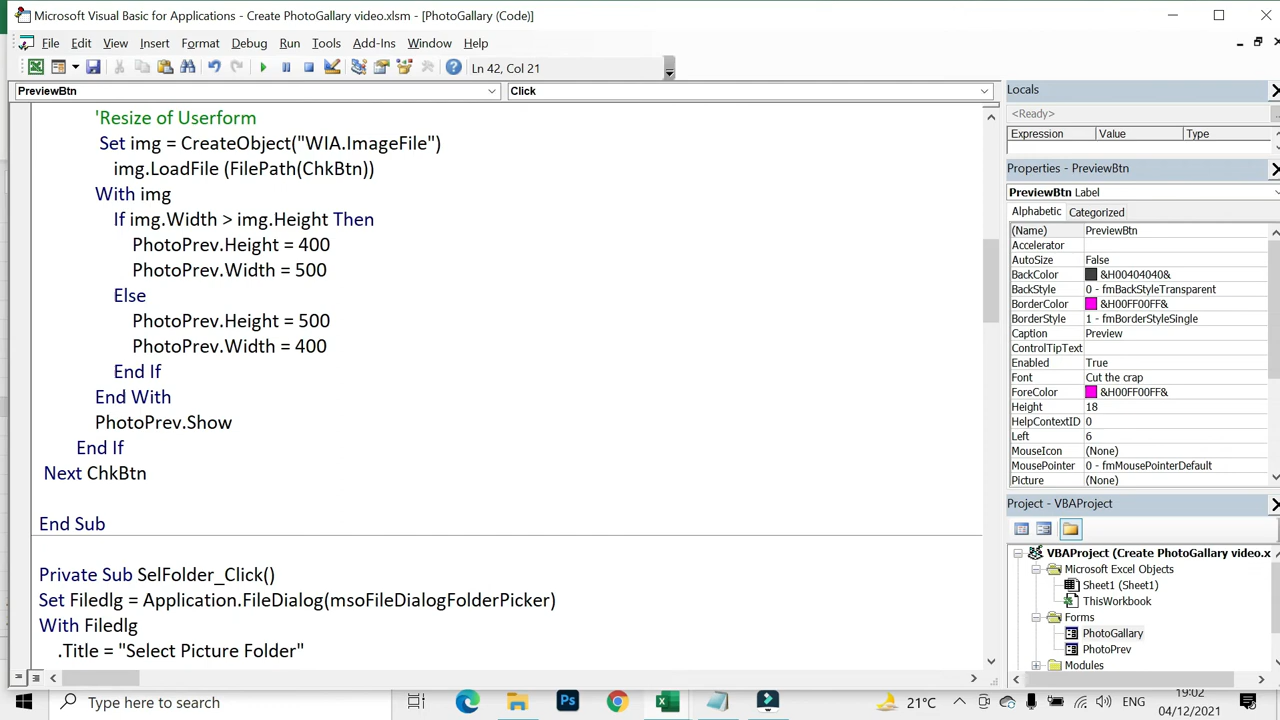 Microsoft Visual Basic for Applications - Create PhotoGallary video.xlsm - [PhotoGallary (Code)]
File Edit View Insert Format Debug Run Tools Add-Ins Window Help
Ln 42, Col 21
PreviewBtn Click
'Resize of Userform
Set img = CreateObject("WIA.ImageFile")
img.LoadFile (FilePath(ChkBtn))
With img
If img.Width > img.Height Then
PhotoPrev.Height = 400
PhotoPrev.Width = 500
Else
PhotoPrev.Height = 500
PhotoPrev.Width = 400
End If
End With
PhotoPrev.Show
End If
Next ChkBtn
End Sub
Private Sub SelFolder_Click()
Set Filedlg = Application.FileDialog(msoFileDialogFolderPicker)
With Filedlg
.Title = "Select Picture Folder"
Locals
<Ready>
Expression Value Type
Properties - PreviewBtn
PreviewBtn Label
Alphabetic Categorized
(Name) PreviewBtn
Accelerator
AutoSize False
BackColor &H00404040&
BackStyle 0 - fmBackStyleTransparent
BorderColor &H00FF00FF&
BorderStyle 1 - fmBorderStyleSingle
Caption Preview
ControlTipText
Enabled True
Font Cut the crap
ForeColor &H00FF00FF&
Height 18
HelpContextID 0
Left 6
MouseIcon (None)
MousePointer 0 - fmMousePointerDefault
Picture (None)
Project - VBAProject
VBAProject (Create PhotoGallary video.x
Microsoft Excel Objects
Sheet1 (Sheet1)
ThisWorkbook
Forms
PhotoGallary
PhotoPrev
Modules
Type here to search
Ps
21°C
ENG
19:02
04/12/2021